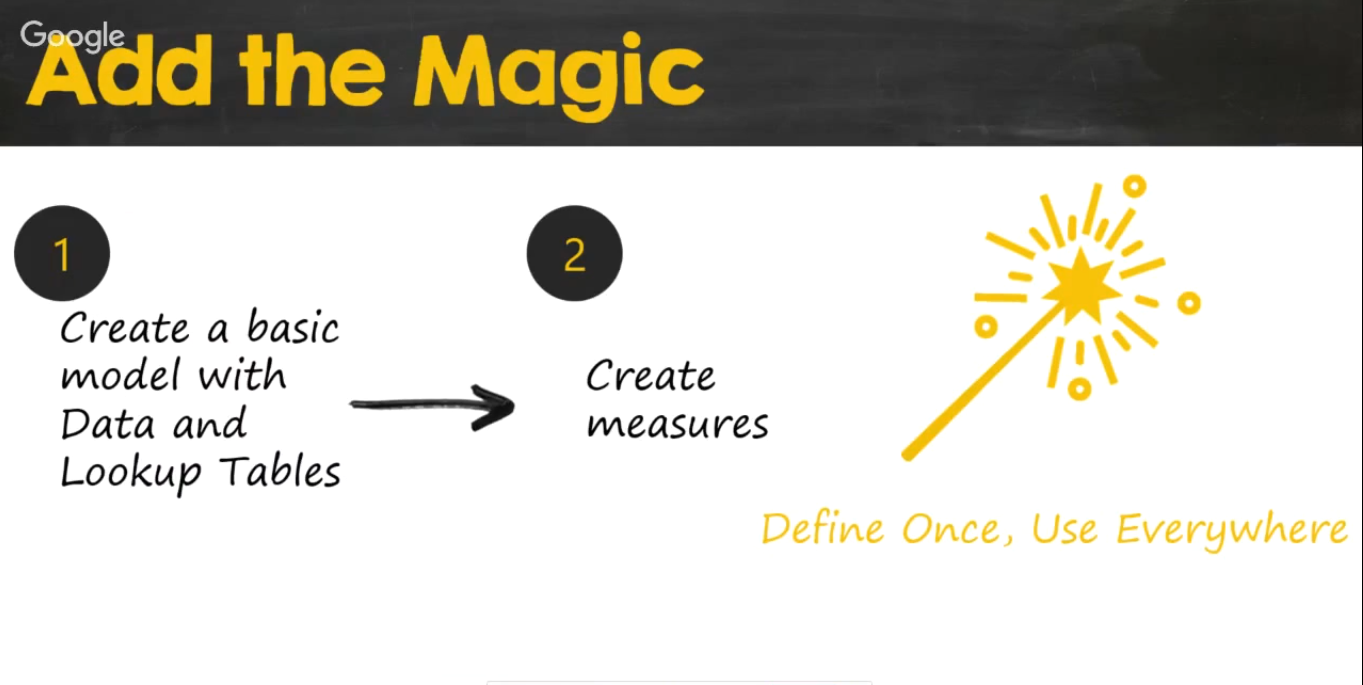 Google
Add the Magic
1
Create a basic
model with
Data and
Lookup Tables
2
Create
measures
Define Once, Use Everywhere